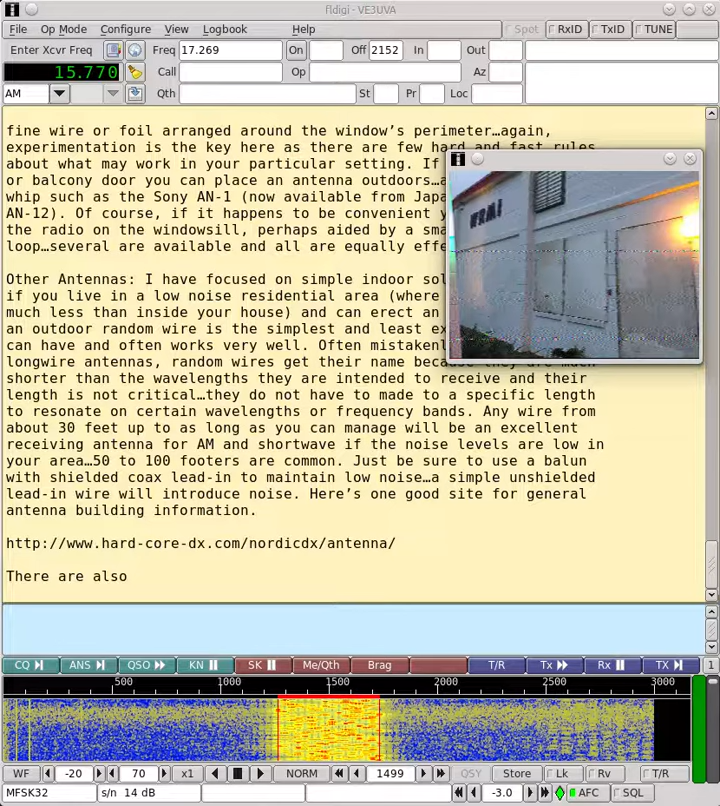 fldigi - VE3UVA
File Op Mode Configure View Logbook Help Spot RxID TxID TUNE
Enter Xcvr Freq Freq 17.269 On Off 2152 In Out
15.770 Call Op Az
AM Qth St Pr Loc
fine wire or foil arranged around the window’s perimeter…again,
experimentation is the key here as there are few hard and fast rules
about what may work in your particular setting. If
or balcony door you can place an antenna outdoors…a
whip such as the Sony AN-1 (now available from Japa
AN-12). Of course, if it happens to be convenient y
the radio on the windowsill, perhaps aided by a sma
loop…several are available and all are equally effe
WRMI
Other Antennas: I have focused on simple indoor sol
if you live in a low noise residential area (where
much less than inside your house) and can erect an
an outdoor random wire is the simplest and least ex
can have and often works very well. Often mistakenl
longwire antennas, random wires get their name because they are much
shorter than the wavelengths they are intended to receive and their
length is not critical…they do not have to made to a specific length
to resonate on certain wavelengths or frequency bands. Any wire from
about 30 feet up to as long as you can manage will be an excellent
receiving antenna for AM and shortwave if the noise levels are low in
your area…50 to 100 footers are common. Just be sure to use a balun
with shielded coax lead-in to maintain low noise…a simple unshielded
lead-in wire will introduce noise. Here’s one good site for general
antenna building information.
http://www.hard-core-dx.com/nordicdx/antenna/
There are also
CQ ANS QSO KN SK Me/Qth Brag T/R Tx Rx TX 1
500 1000 1500 2000 2500 3000
WF -20 70 x1 NORM 1499 QSY Store Lk Rv T/R
MFSK32 s/n 14 dB -3.0 AFC SQL